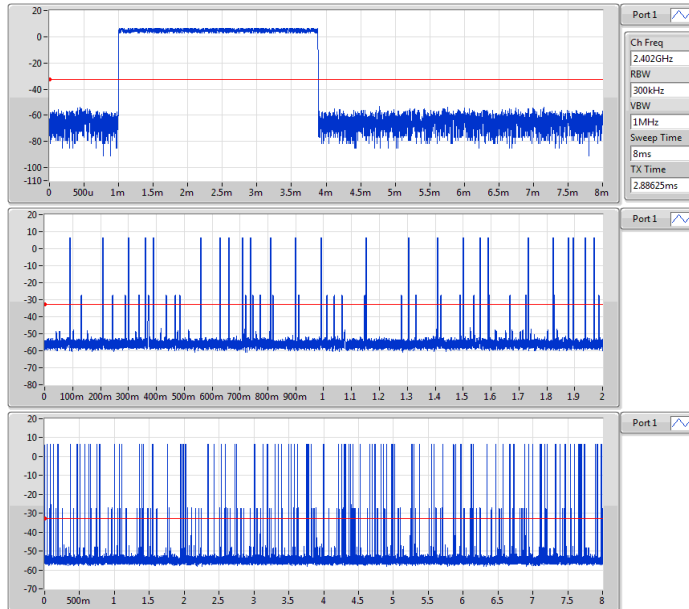 20
0
-20
-40
-60
-80
-100
-110
0 500u 1m 1.5m 2m 2.5m 3m 3.5m 4m 4.5m 5m 5.5m 6m 6.5m 7m 7.5m 8m
Port 1
Ch Freq
2.402GHz
RBW
300kHz
VBW
1MHz
Sweep Time
8ms
TX Time
2.88625ms
20
10
0
-10
-20
-30
-40
-50
-60
-70
-80
0 100m 200m 300m 400m 500m 600m 700m 800m 900m 1 1.1 1.2 1.3 1.4 1.5 1.6 1.7 1.8 1.9 2
Port 1
20
10
0
-10
-20
-30
-40
-50
-60
-70
0 500m 1 1.5 2 2.5 3 3.5 4 4.5 5 5.5 6 6.5 7 7.5 8
Port 1